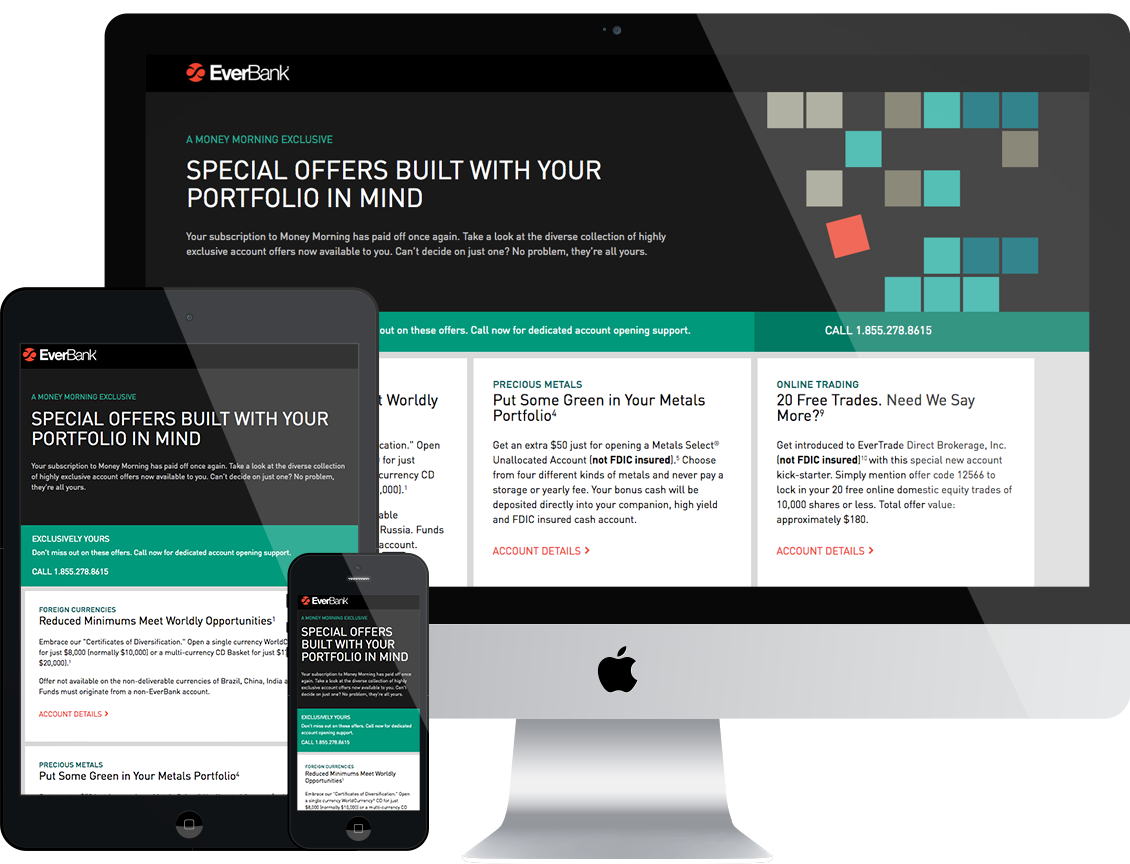 EverBank
A MONEY MORNING EXCLUSIVE
SPECIAL OFFERS BUILT WITH YOUR
PORTFOLIO IN MIND
Your subscription to Money Morning has paid off once again. Take a look at the diverse collection of highly
exclusive account offers now available to you. Can't decide on just one? No problem, they're all yours.
out on these offers. Call now for dedicated account opening support.
CALL 1.855.278.8615
t Worldly
cation." Open
for just
currency CD
,000).¹
able
Russia. Funds
account.
PRECIOUS METALS
Put Some Green in Your Metals
Portfolio⁴
Get an extra $50 just for opening a Metals Select®
Unallocated Account (not FDIC insured).⁵ Choose
from four different kinds of metals and never pay a
storage or yearly fee. Your bonus cash will be
deposited directly into your companion, high yield
and FDIC insured cash account.
ACCOUNT DETAILS >
ONLINE TRADING
20 Free Trades. Need We Say
More?⁹
Get introduced to EverTrade Direct Brokerage, Inc.
(not FDIC insured)¹⁰ with this special new account
kick-starter. Simply mention offer code 12566 to
lock in your 20 free online domestic equity trades of
10,000 shares or less. Total offer value:
approximately $180.
ACCOUNT DETAILS >
EverBank
A MONEY MORNING EXCLUSIVE
SPECIAL OFFERS BUILT WITH YOUR
PORTFOLIO IN MIND
Your subscription to Money Morning has paid off once again. Take a look at the diverse collection
of highly exclusive account offers now available to you. Can't decide on just one? No problem,
they're all yours.
EXCLUSIVELY YOURS
Don't miss out on these offers. Call now for dedicated account opening support.
CALL 1.855.278.8615
FOREIGN CURRENCIES
Reduced Minimums Meet Worldly Opportunities¹
Embrace our "Certificates of Diversification." Open a single currency WorldC
for just $8,000 (normally $10,000) or a multi-currency CD Basket for just $1
$20,000).¹
Offer not available on the non-deliverable currencies of Brazil, China, India a
Funds must originate from a non-EverBank account.
ACCOUNT DETAILS >
PRECIOUS METALS
Put Some Green in Your Metals Portfolio⁴
EverBank
A MONEY MORNING EXCLUSIVE
SPECIAL OFFERS
BUILT WITH YOUR
PORTFOLIO IN MIND
Your subscription to Money Morning has paid off once
again. Take a look at the diverse collection of highly
exclusive account offers now available to you. Can't
decide on just one? No problem, they're all yours.
EXCLUSIVELY YOURS
Don't miss out on these offers. Call now for dedicated
account opening support.
CALL 1.855.278.8615
FOREIGN CURRENCIES
Reduced Minimums Meet Worldly
Opportunities¹
Embrace our "Certificates of Diversification." Open
a single currency WorldCurrency® CD for just
$8,000 (normally $10,000) or a multi-currency CD